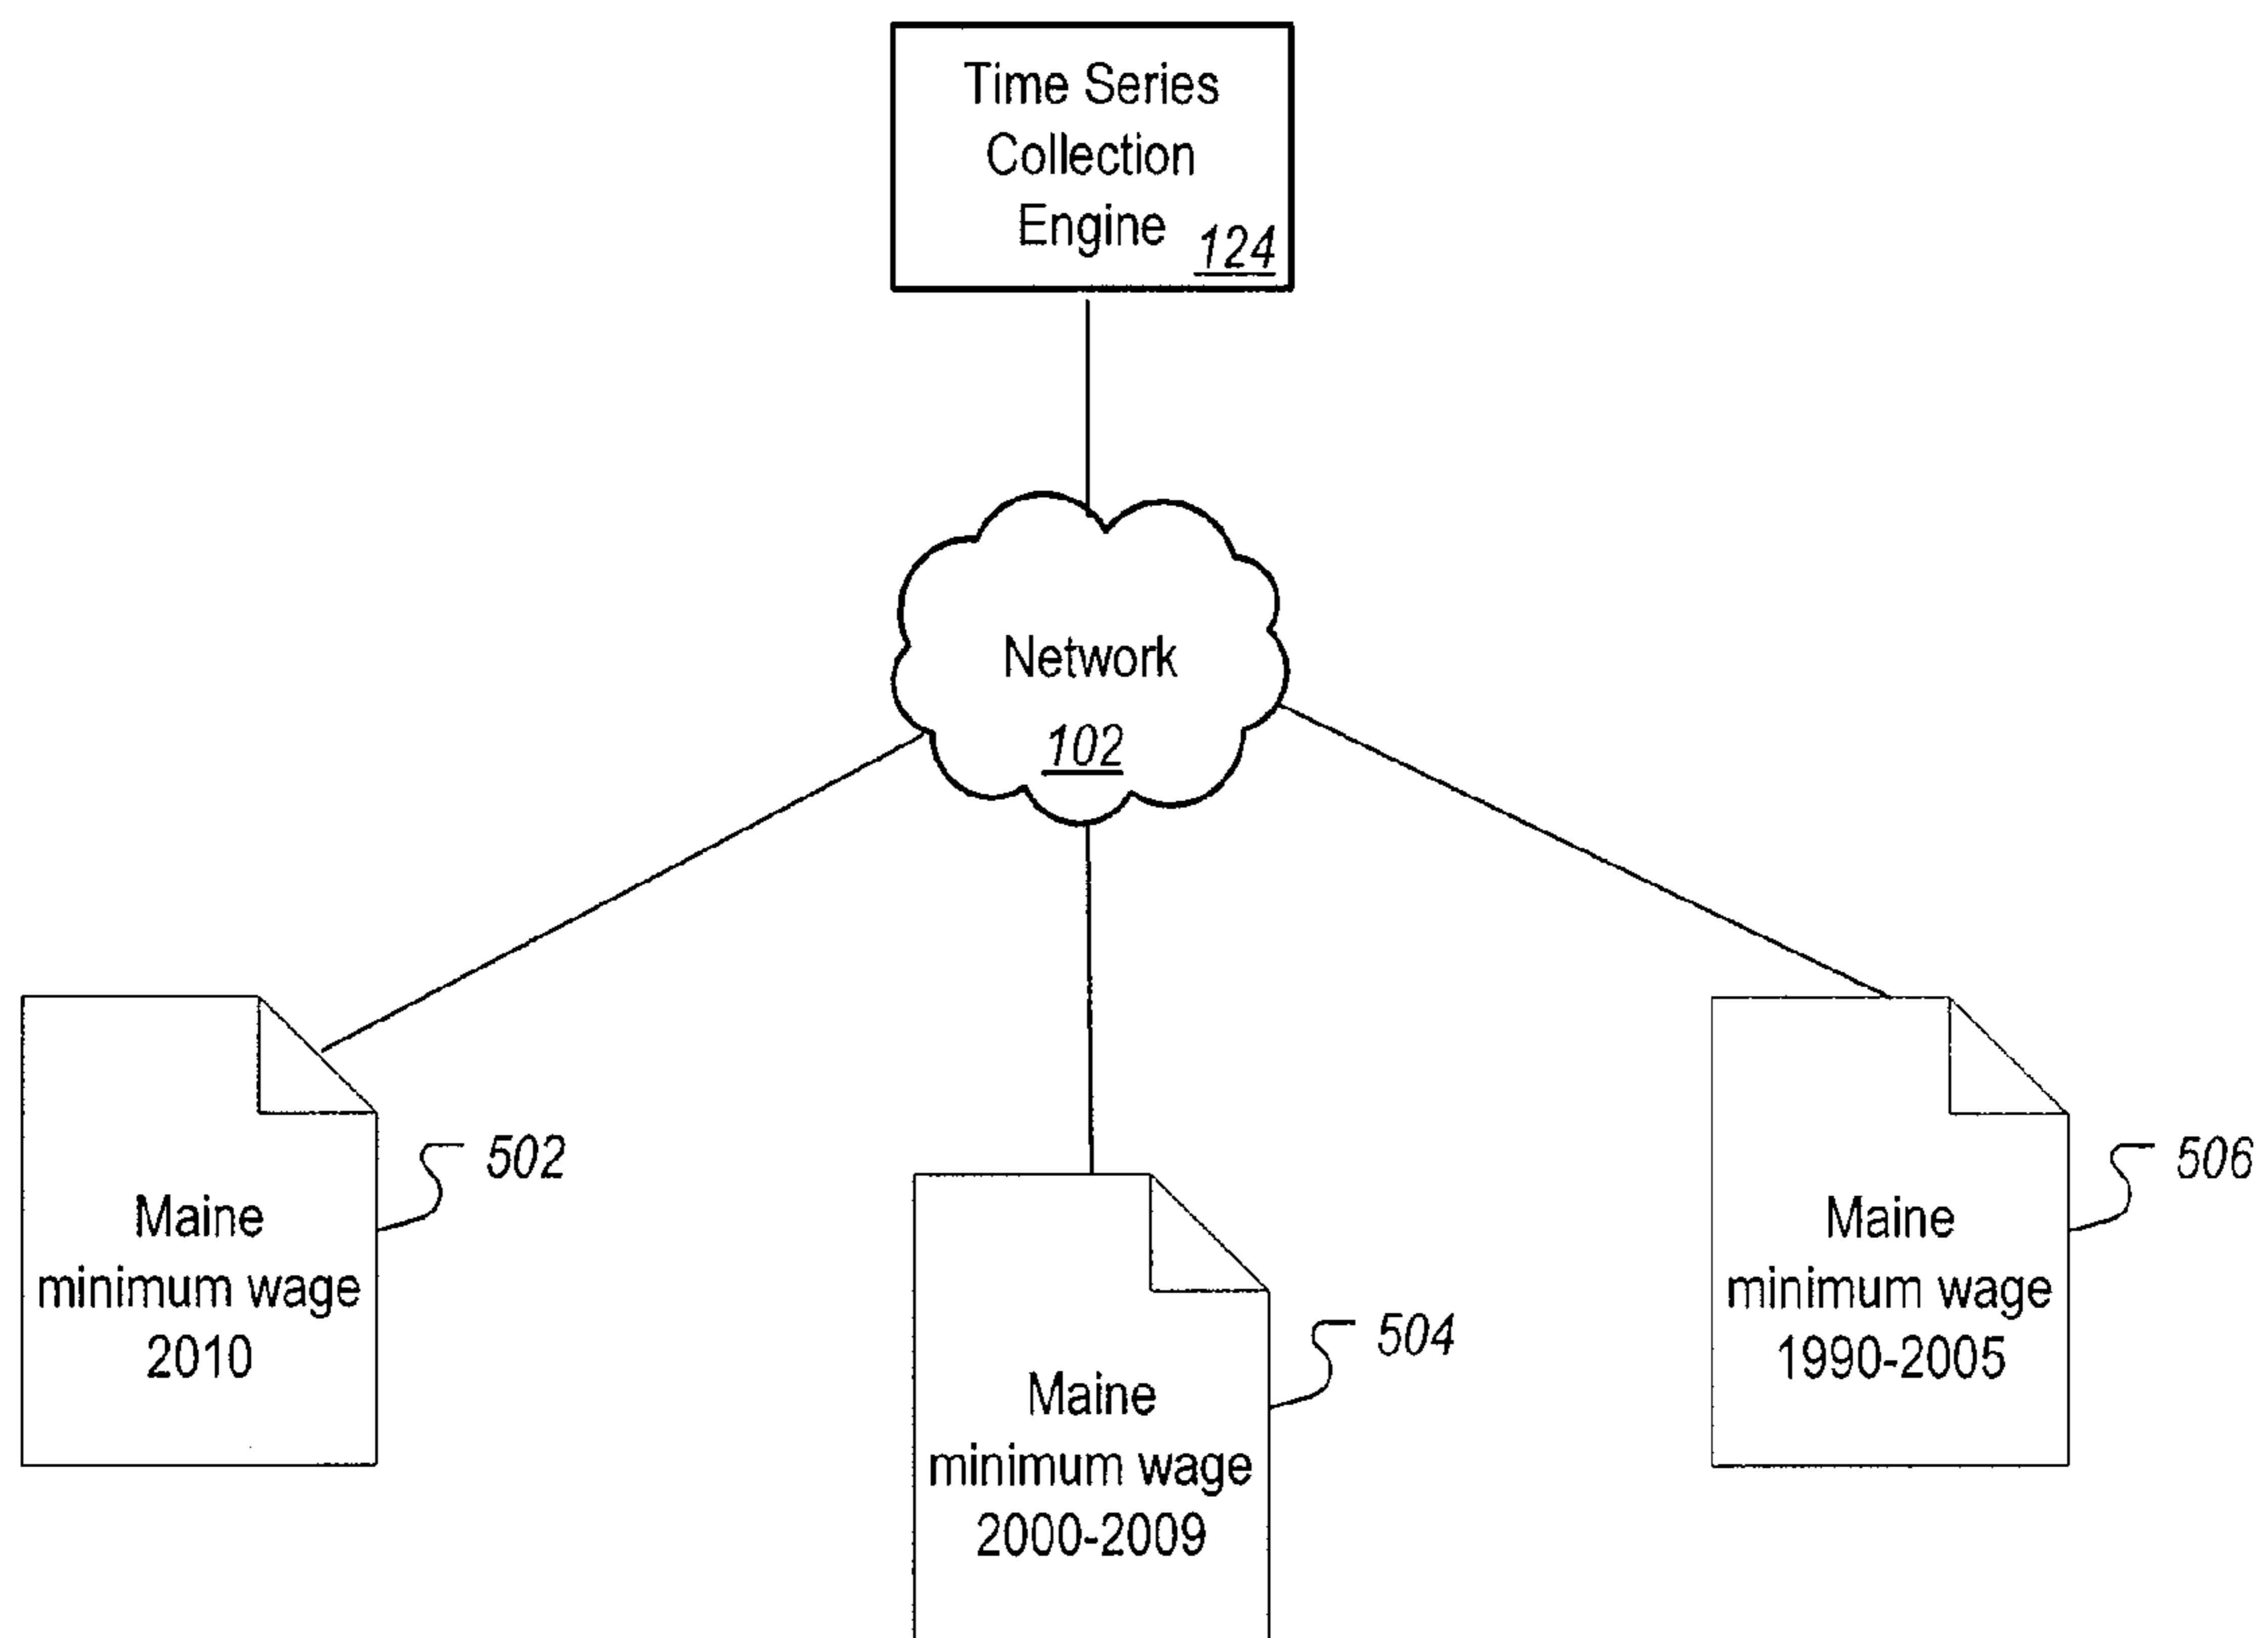 Time Series
Collection
Engine 124
Network
102
Maine
minimum wage
2010
502
Maine
minimum wage
2000-2009
504
Maine
minimum wage
1990-2005
506